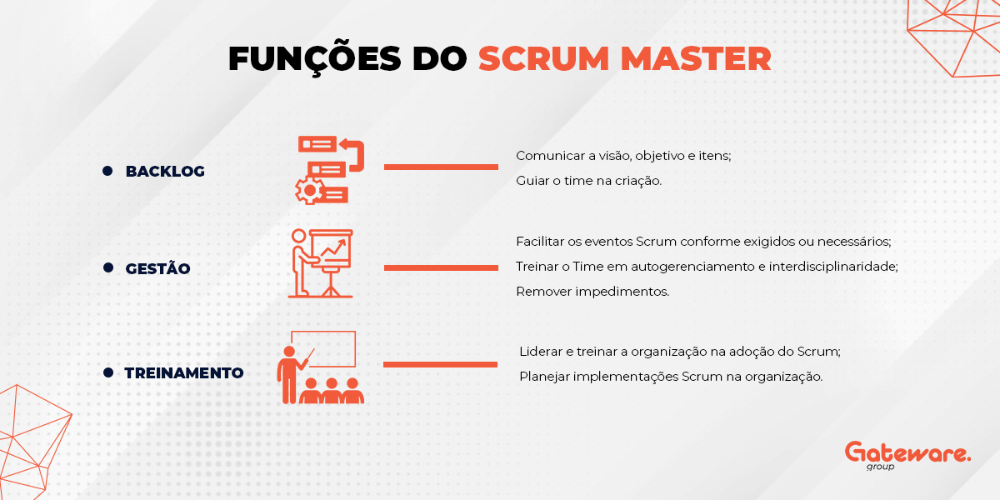 FUNÇÕES DO SCRUM MASTER
BACKLOG
Comunicar a visão, objetivo e itens;
Guiar o time na criação.
GESTÃO
Facilitar os eventos Scrum conforme exigidos ou necessários;
Treinar o Time em autogerenciamento e interdisciplinaridade;
Remover impedimentos.
TREINAMENTO
Liderar e treinar a organização na adoção do Scrum;
Planejar implementações Scrum na organização.
Gateware.
group